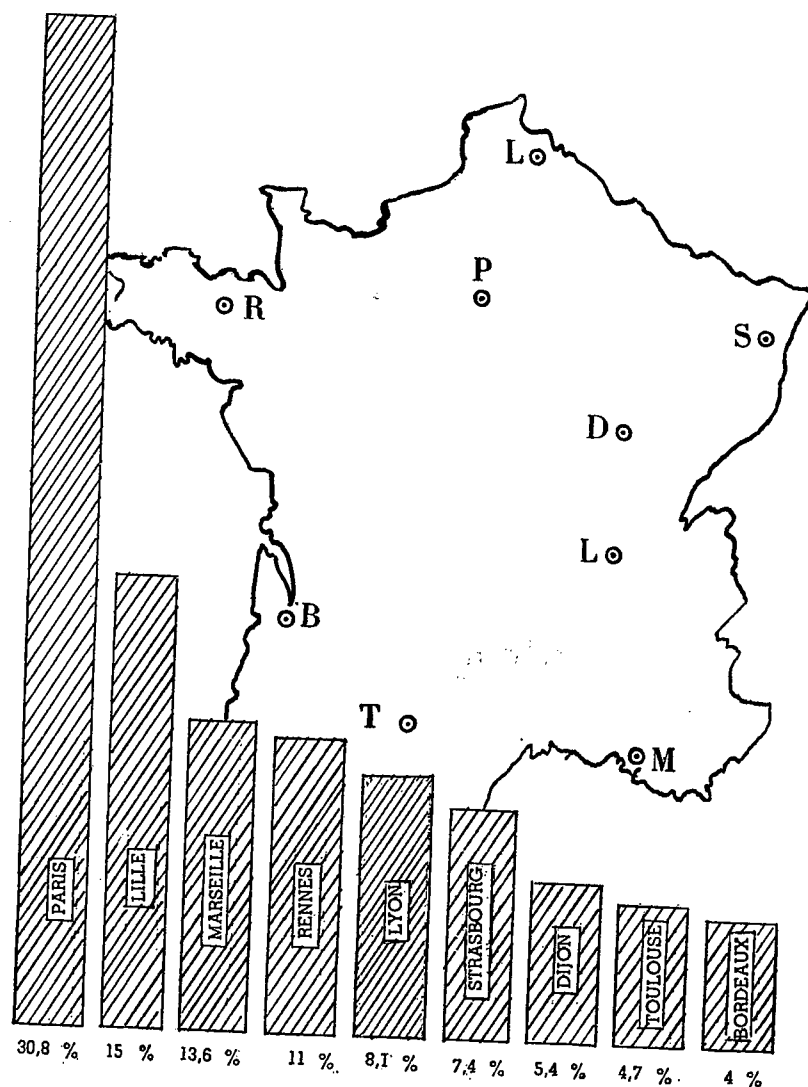 L
P
R
S
D
L
B
T
M
PARIS
LILLE
MARSEILLE
RENNES
LYON
STRASBOURG
DIJON
TOULOUSE
BORDEAUX
30,8 % 15 % 13,6 % 11 % 8,1 % 7,4 % 5,4 % 4,7 % 4 %